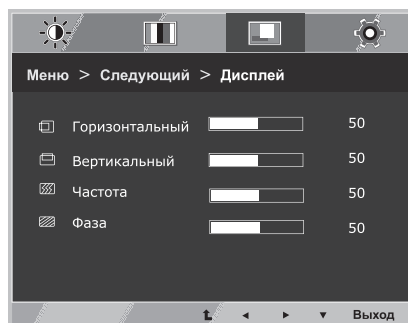 Меню > Следующий > Дисплей
Горизонтальный 50
Вертикальный 50
Частота 50
Фаза 50
Выход